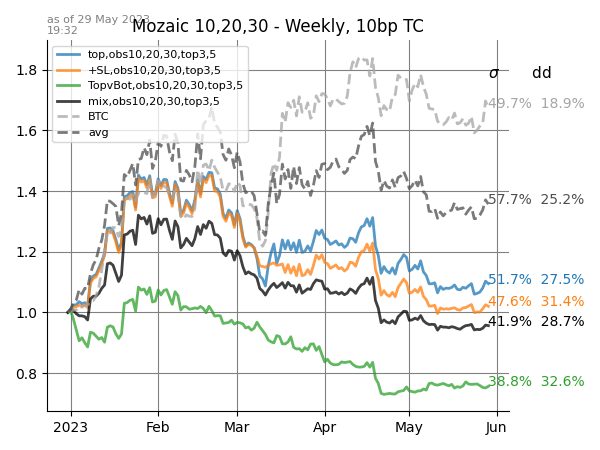 as of 29 May 2023
19:32
Mozaic 10,20,30 - Weekly, 10bp TC
top,obs10,20,30,top3,5
+SL,obs10,20,30,top3,5
TopvBot,obs10,20,30,top3,5
mix,obs10,20,30,top3,5
BTC
avg
σ dd
49.7% 18.9%
57.7% 25.2%
51.7% 27.5%
47.6% 31.4%
41.9% 28.7%
38.8% 32.6%
1.8
1.6
1.4
1.2
1.0
0.8
2023 Feb Mar Apr May Jun